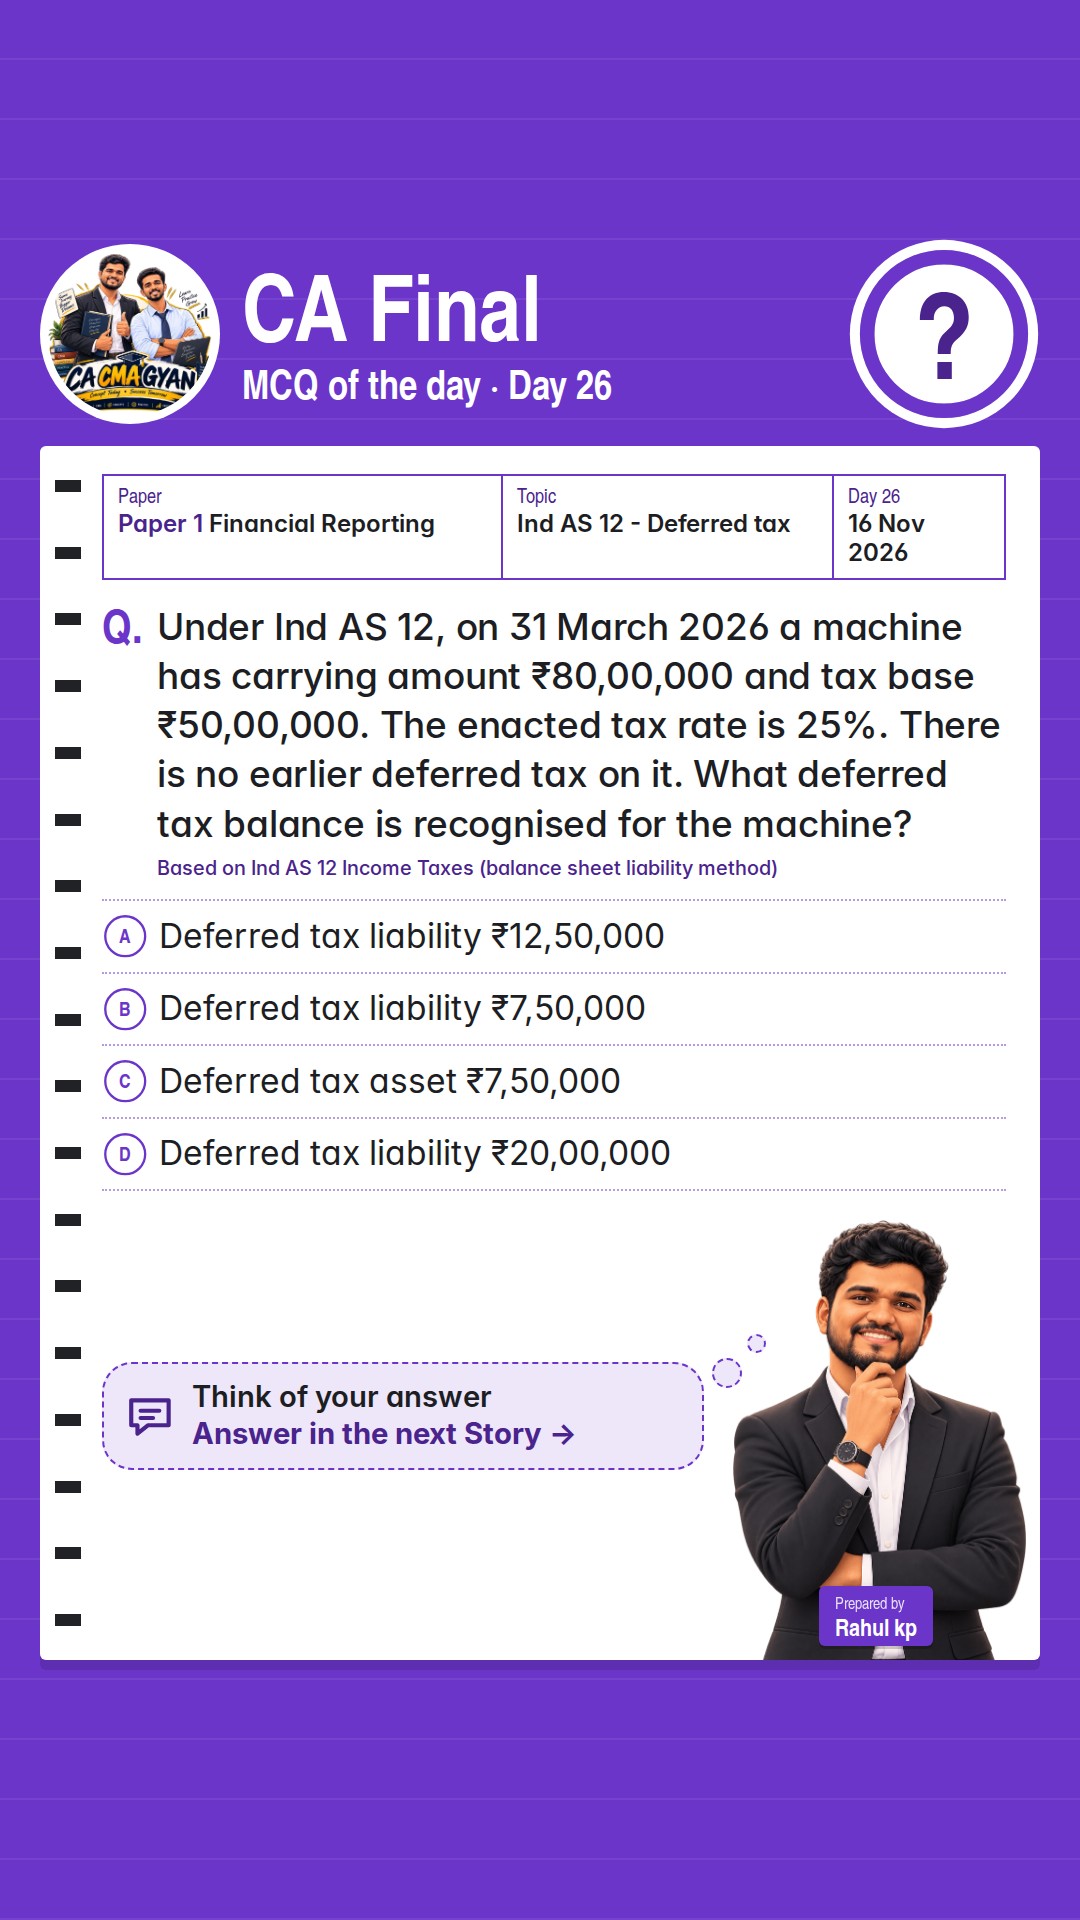 CA CMA GYAN
CA Final
MCQ of the day · Day 26
?
Paper
Paper 1 Financial Reporting
Topic
Ind AS 12 - Deferred tax
Day 26
16 Nov
2026
Q. Under Ind AS 12, on 31 March 2026 a machine
has carrying amount ₹80,00,000 and tax base
₹50,00,000. The enacted tax rate is 25%. There
is no earlier deferred tax on it. What deferred
tax balance is recognised for the machine?
Based on Ind AS 12 Income Taxes (balance sheet liability method)
A Deferred tax liability ₹12,50,000
B Deferred tax liability ₹7,50,000
C Deferred tax asset ₹7,50,000
D Deferred tax liability ₹20,00,000
Think of your answer
Answer in the next Story →
Prepared by
Rahul kp